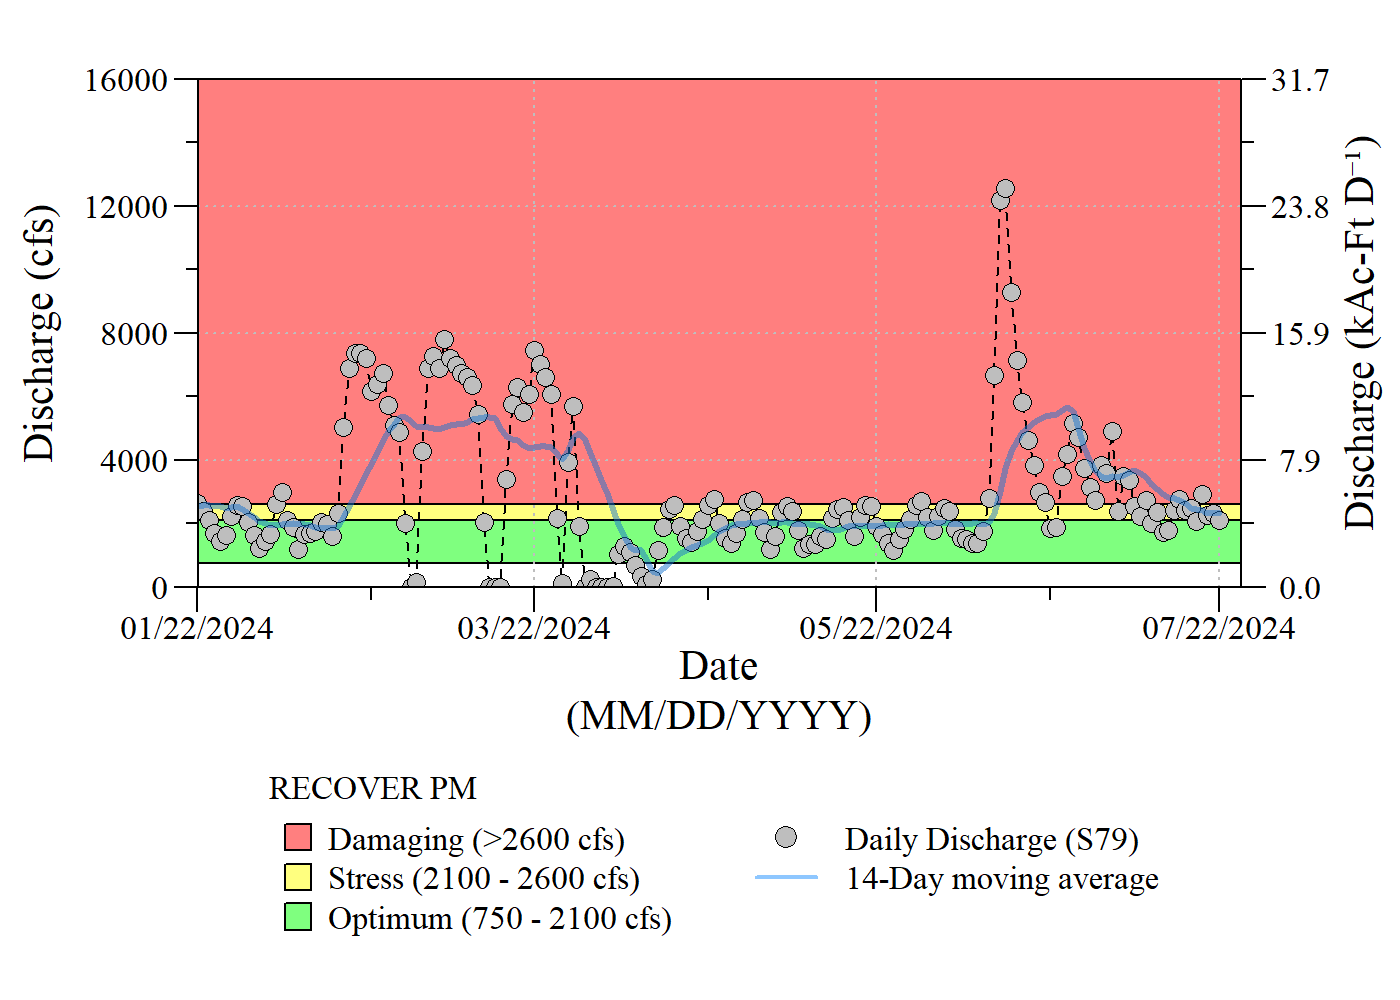 16000
12000
8000
4000
0
Discharge (cfs)
31.7
23.8
15.9
7.9
0.0
Discharge (kAc-Ft D⁻¹)
01/22/2024 03/22/2024 05/22/2024 07/22/2024
Date
(MM/DD/YYYY)
RECOVER PM
Damaging (>2600 cfs)
Stress (2100 - 2600 cfs)
Optimum (750 - 2100 cfs)
Daily Discharge (S79)
14-Day moving average